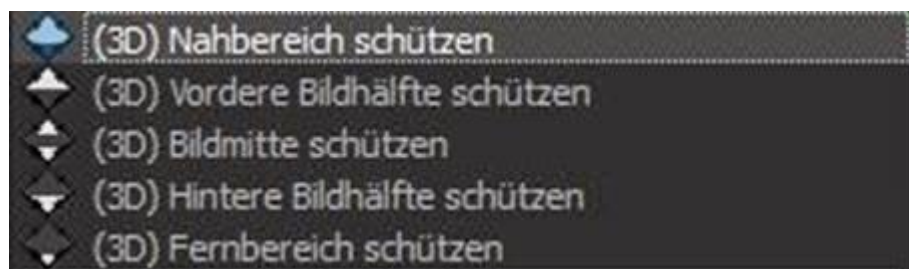 (3D) Nahbereich schützen
(3D) Vordere Bildhälfte schützen
(3D) Bildmitte schützen
(3D) Hintere Bildhälfte schützen
(3D) Fernbereich schützen